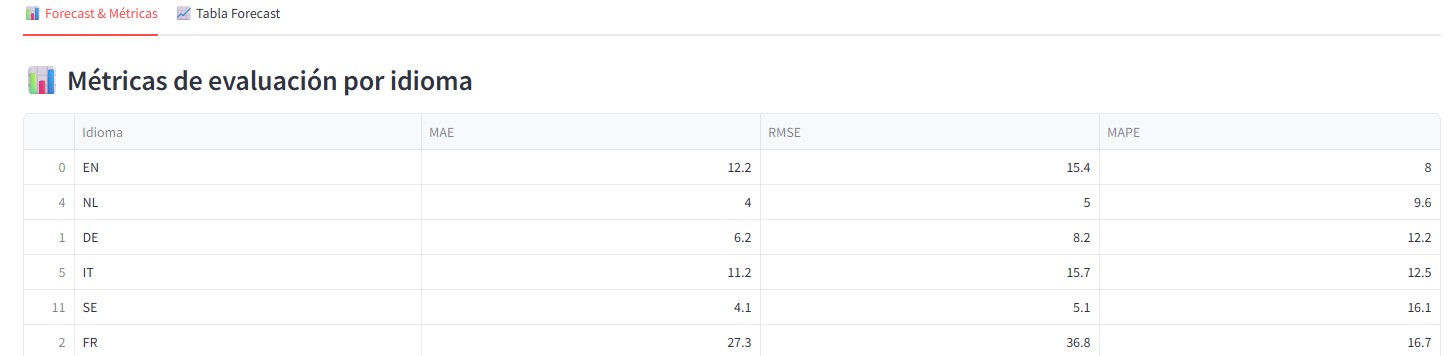 Forecast & Métricas Tabla Forecast
Métricas de evaluación por idioma
Idioma MAE RMSE MAPE
0 EN 12.2 15.4 8
4 NL 4 5 9.6
1 DE 6.2 8.2 12.2
5 IT 11.2 15.7 12.5
11 SE 4.1 5.1 16.1
2 FR 27.3 36.8 16.7